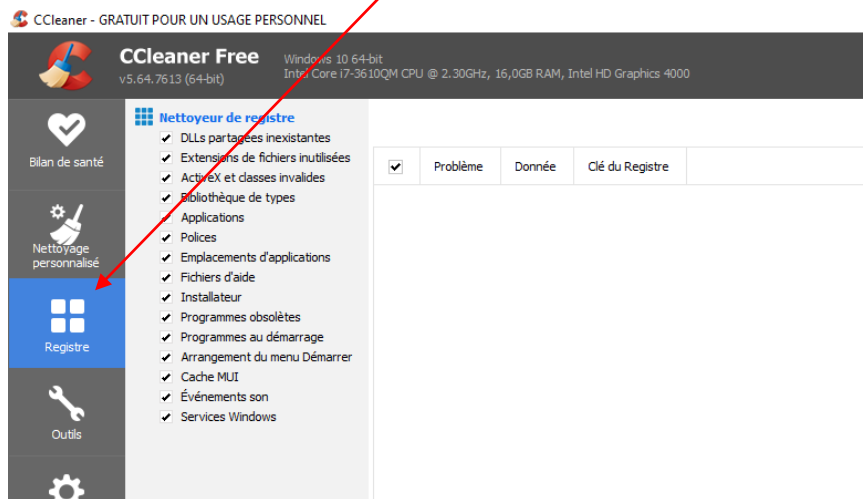 CCleaner - GRATUIT POUR UN USAGE PERSONNEL
CCleaner Free
v5.64.7613 (64-bit)
Windows 10 64-bit
Intel Core i7-3610QM CPU @ 2.30GHz, 16,0GB RAM, Intel HD Graphics 4000
Bilan de santé
Nettoyage
personnalisé
Registre
Outils
Nettoyeur de registre
DLLs partagées inexistantes
Extensions de fichiers inutilisées
ActiveX et classes invalides
Bibliothèque de types
Applications
Polices
Emplacements d'applications
Fichiers d'aide
Installateur
Programmes obsolètes
Programmes au démarrage
Arrangement du menu Démarrer
Cache MUI
Événements son
Services Windows
Problème Donnée Clé du Registre